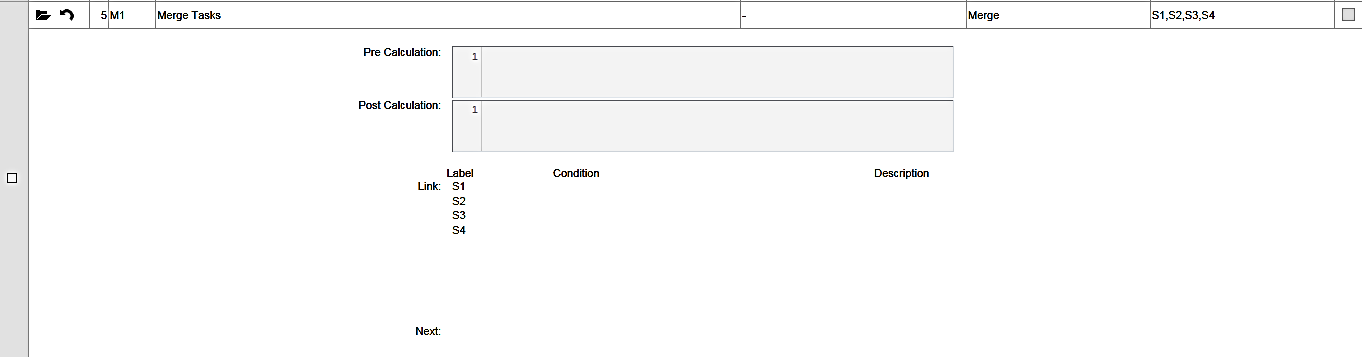 5 M1 Merge Tasks - Merge S1,S2,S3,S4
Pre Calculation: 1
Post Calculation: 1
Label Condition Description
Link: S1
S2
S3
S4
Next: